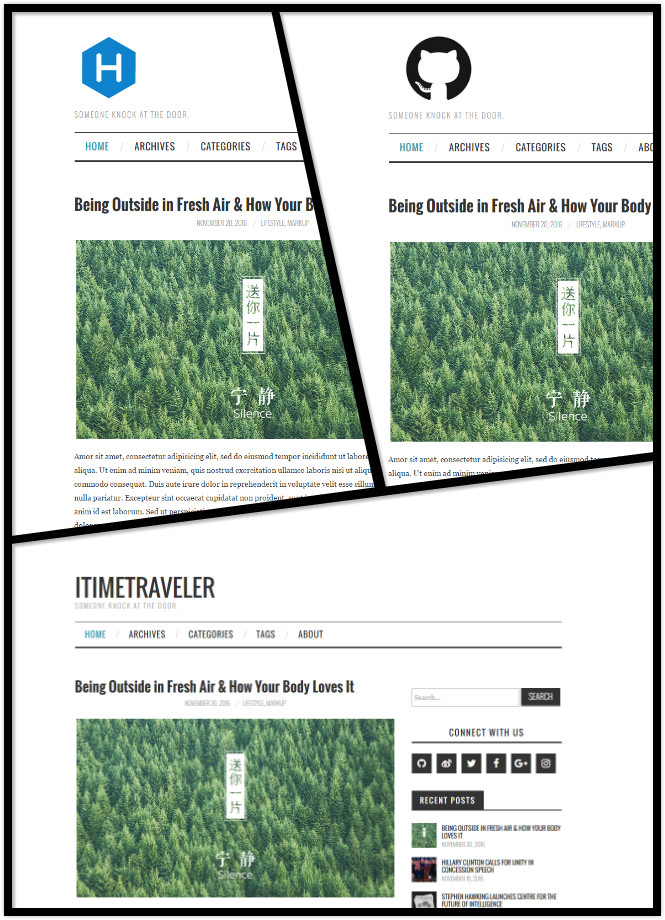 H
SOMEONE KNOCK AT THE DOOR.
HOME / ARCHIVES / CATEGORIES / TAGS
Being Outside in Fresh Air & How Your B
NOVEMBER 20, 2016 / LIFESTYLE, MARKUP
送你一片
宁 静
Silence
Amor sit amet, consectetur adipisicing elit, sed do eiusmod tempor incididunt ut labore
aliqua. Ut enim ad minim veniam, quis nostrud exercitation ullamco laboris nisi ut aliqu
commodo consequat. Duis aute irure dolor in reprehenderit in voluptate velit esse cillum
nulla pariatur. Excepteur sint occaecat cupidatat non proident,
anim id est laborum. Sed ut
SOMEONE KNOCK AT THE DOOR.
HOME / ARCHIVES / CATEGORIES / TAGS / ABO
Being Outside in Fresh Air & How Your Body
NOVEMBER 20, 2016 / LIFESTYLE, MARKUP
送你一片
宁 静
Silence
Amor sit amet, consectetur adipisicing elit, sed do eiusmod
aliqua. Ut enim ad minim
ITIMETRAVELER
SOMEONE KNOCK AT THE DOOR.
HOME / ARCHIVES / CATEGORIES / TAGS / ABOUT
Being Outside in Fresh Air & How Your Body Loves It
NOVEMBER 20, 2016 / LIFESTYLE, MARKUP
送你一片
宁 静
Silence
Search... SEARCH
CONNECT WITH US
G+
RECENT POSTS
BEING OUTSIDE IN FRESH AIR & HOW YOUR BODY
LOVES IT
NOVEMBER 20, 2016
HILLARY CLINTON CALLS FOR UNITY IN
CONCESSION SPEECH
NOVEMBER 18, 2016
STEPHEN HAWKING LAUNCHES CENTRE FOR THE
FUTURE OF INTELLIGENCE